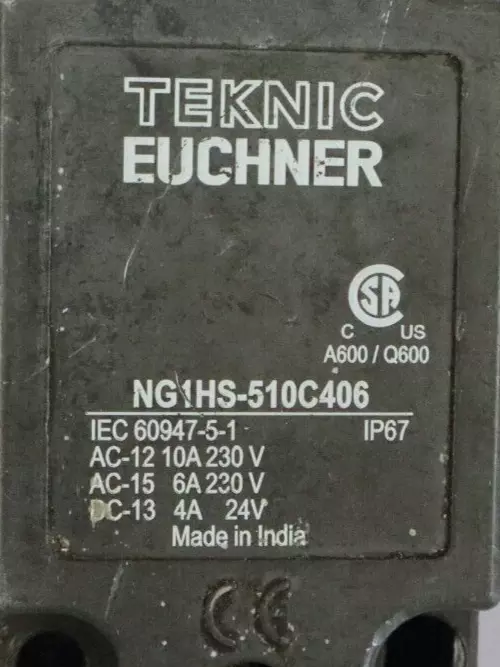 TEKNIC
EUCHNER
CSA
C US
A600 / Q600
NG1HS-510C406
IEC 60947-5-1 IP67
AC-12 10A 230 V
AC-15 6A 230 V
DC-13 4A 24V
Made in India
CE